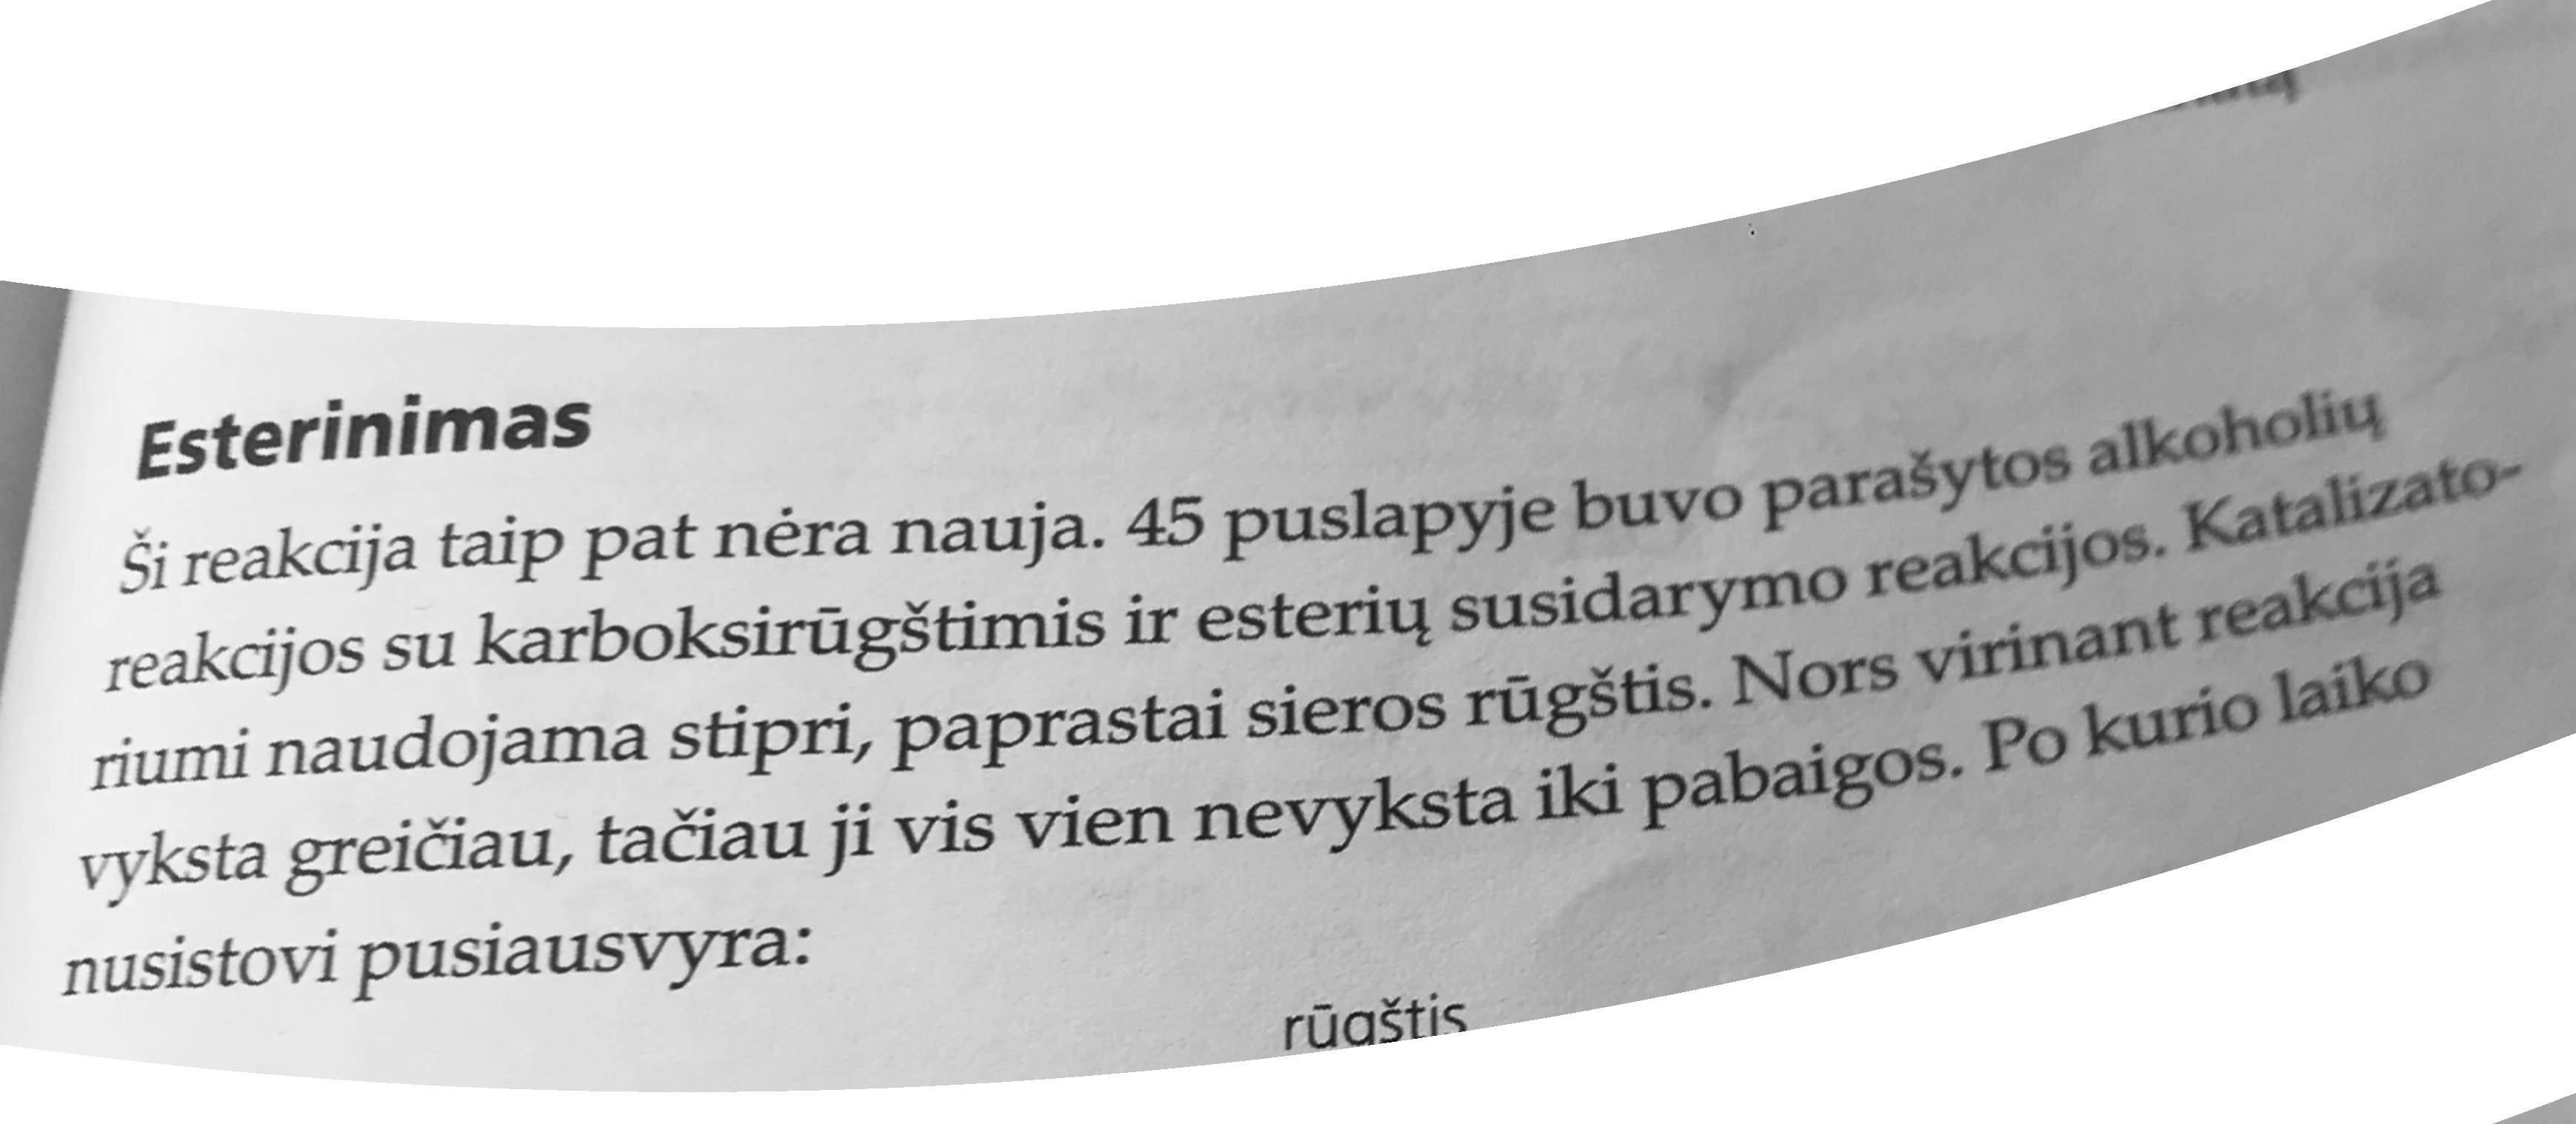 Esterinimas
Ši reakcija taip pat nėra nauja. 45 puslapyje buvo parašytos alkoholių
reakcijos su karboksirūgštimis ir esterių susidarymo reakcijos. Katalizato-
riumi naudojama stipri, paprastai sieros rūgštis. Nors virinant reakcija
vyksta greičiau, tačiau ji vis vien nevyksta iki pabaigos. Po kurio laiko
nusistovi pusiausvyra:
rūgštis